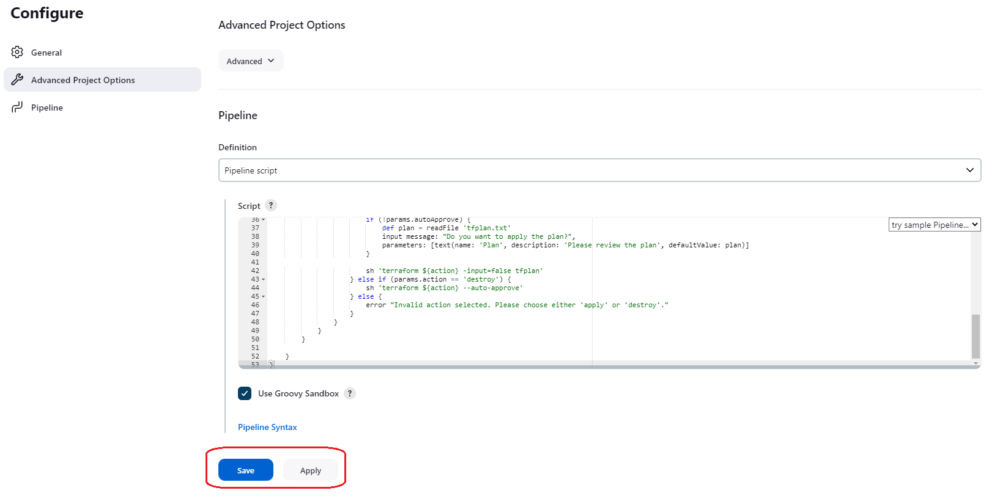 Configure
General
Advanced Project Options
Pipeline
Advanced Project Options
Advanced
Pipeline
Definition
Pipeline script
Script ?
try sample Pipeline...
36 if (!params.autoApprove) {
37 def plan = readFile 'tfplan.txt'
38 input message: "Do you want to apply the plan?",
39 parameters: [text(name: 'Plan', description: 'Please review the plan', defaultValue: plan)]
40 }
41
42 sh 'terraform ${action} -input=false tfplan'
43 } else if (params.action == 'destroy') {
44 sh 'terraform ${action} --auto-approve'
45 } else {
46 error "Invalid action selected. Please choose either 'apply' or 'destroy'."
47 }
48 }
49 }
50 }
51
52 }
53 }
Use Groovy Sandbox ?
Pipeline Syntax
Save Apply